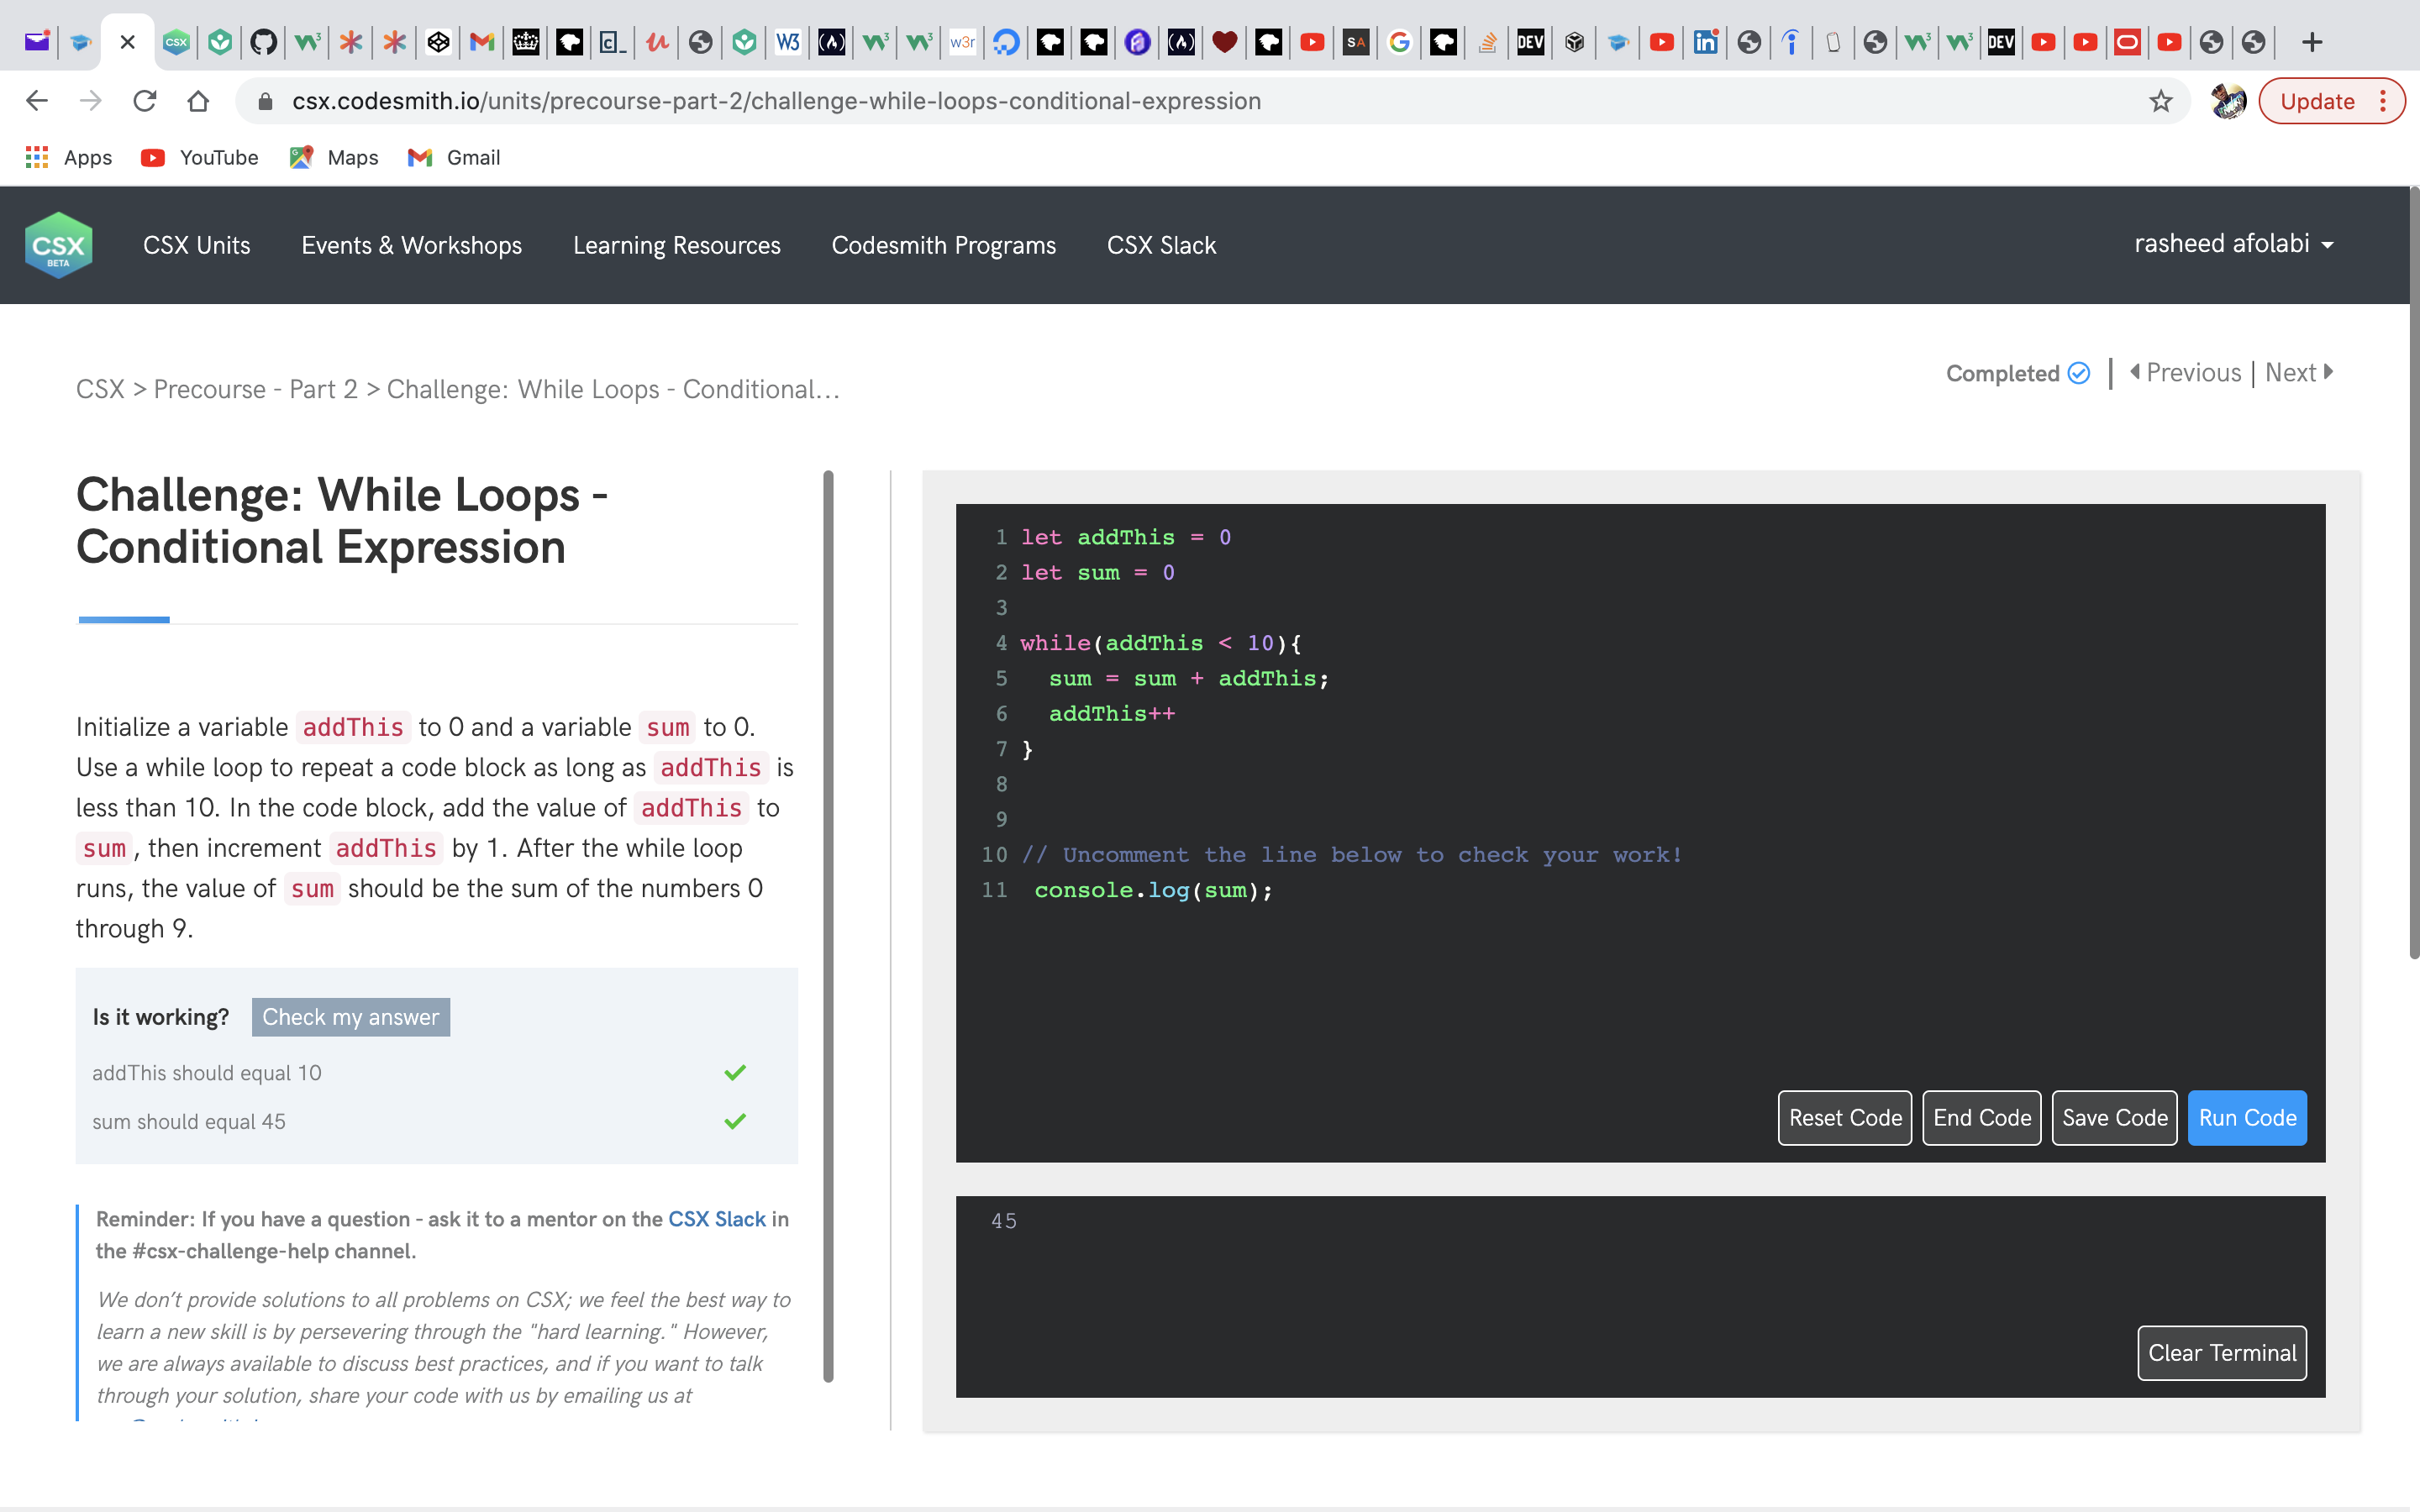 csx.codesmith.io/units/precourse-part-2/challenge-while-loops-conditional-expression
Update
Apps YouTube Maps Gmail
CSX
BETA
CSX Units Events & Workshops Learning Resources Codesmith Programs CSX Slack rasheed afolabi
CSX > Precourse - Part 2 > Challenge: While Loops - Conditional...
Completed | Previous | Next
Challenge: While Loops -
Conditional Expression
Initialize a variable addThis to 0 and a variable sum to 0.
Use a while loop to repeat a code block as long as addThis is
less than 10. In the code block, add the value of addThis to
sum , then increment addThis by 1. After the while loop
runs, the value of sum should be the sum of the numbers 0
through 9.
Is it working? Check my answer
addThis should equal 10
sum should equal 45
Reminder: If you have a question - ask it to a mentor on the CSX Slack in
the #csx-challenge-help channel.
We don’t provide solutions to all problems on CSX; we feel the best way to
learn a new skill is by persevering through the "hard learning." However,
we are always available to discuss best practices, and if you want to talk
through your solution, share your code with us by emailing us at
1 let addThis = 0
2 let sum = 0
3
4 while(addThis < 10){
5 sum = sum + addThis;
6 addThis++
7 }
8
9
10 // Uncomment the line below to check your work!
11 console.log(sum);
Reset Code End Code Save Code Run Code
45
Clear Terminal